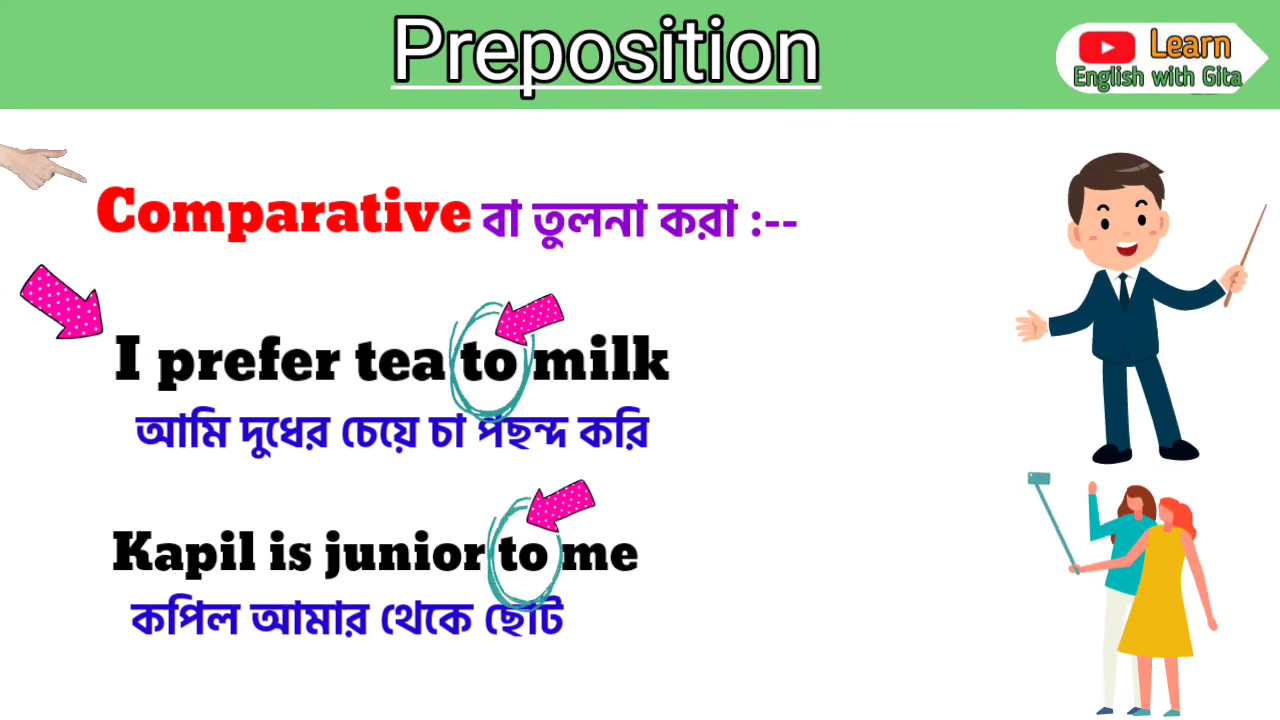 Preposition
Learn
English with Gita
Comparative বা তুলনা করা :--
I prefer tea to milk
আমি দুধের চেয়ে চা পছন্দ করি
Kapil is junior to me
কপিল আমার থেকে ছোট